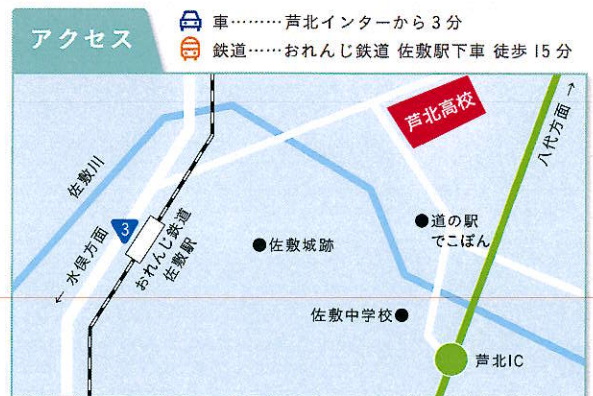 アクセス
車………芦北インターから3分
鉄道……おれんじ鉄道 佐敷駅下車 徒歩15分
芦北高校
八代方面→
佐敷川
3
←水俣方面
おれんじ鉄道
佐敷駅
佐敷城跡
道の駅
でこぽん
佐敷中学校
芦北IC